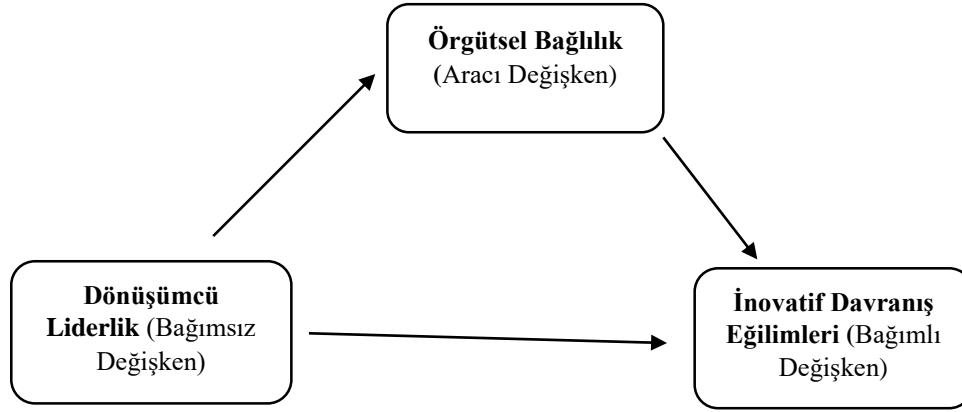 Örgütsel Bağlılık
(Aracı Değişken)
Dönüşümcü
Liderlik (Bağımsız
Değişken)
İnovatif Davranış
Eğilimleri (Bağımlı
Değişken)